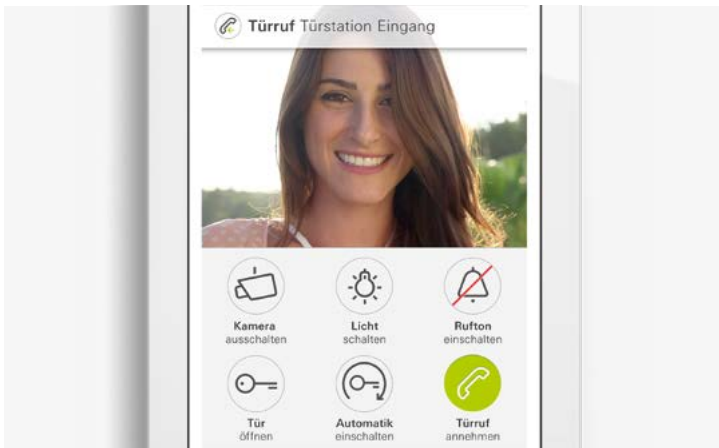 Türruf Türstation Eingang
Kamera
ausschalten
Licht
schalten
Rufton
einschalten
Tür
öffnen
Automatik
einschalten
Türruf
annehmen